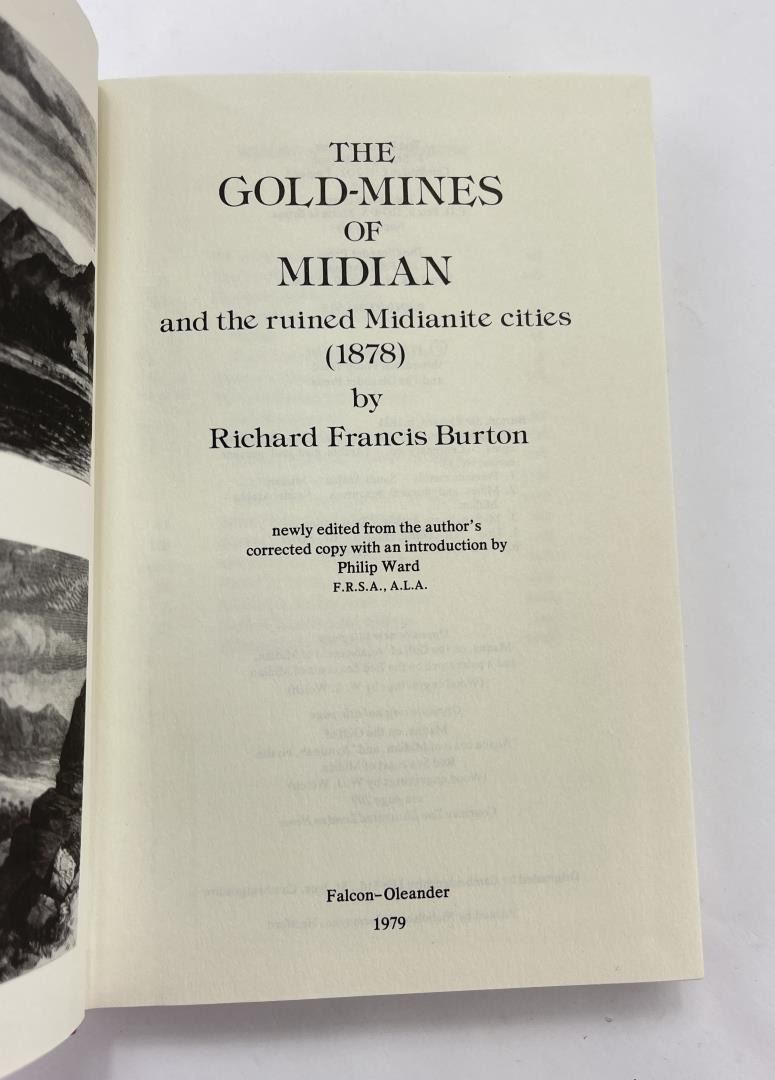 THE
GOLD-MINES
OF
MIDIAN
and the ruined Midianite cities
(1878)
by
Richard Francis Burton
newly edited from the author's
corrected copy with an introduction by
Philip Ward
F.R.S.A., A.L.A.
Falcon-Oleander
1979